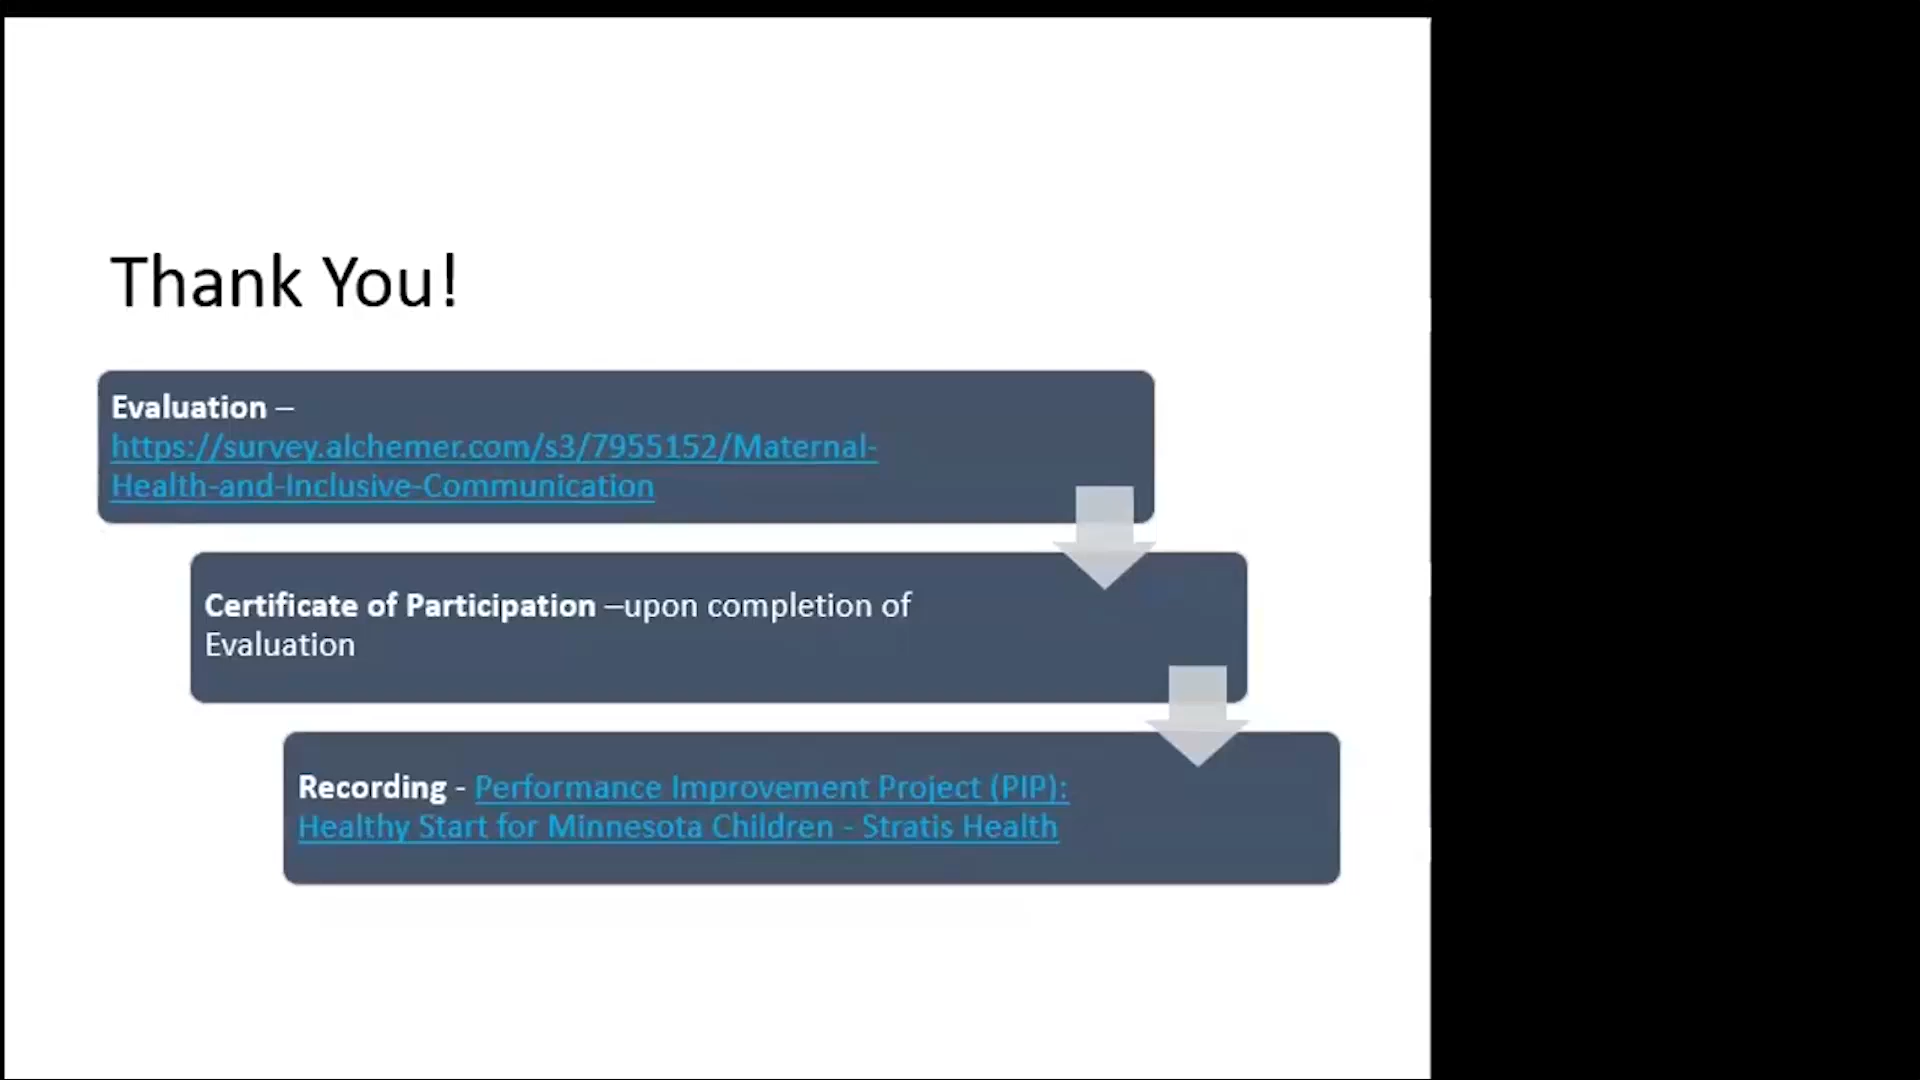 Thank You!
Evaluation –
https://survey.alchemer.com/s3/7955152/Maternal-
Health-and-Inclusive-Communication
Certificate of Participation –upon completion of
Evaluation
Recording - Performance Improvement Project (PIP):
Healthy Start for Minnesota Children - Stratis Health